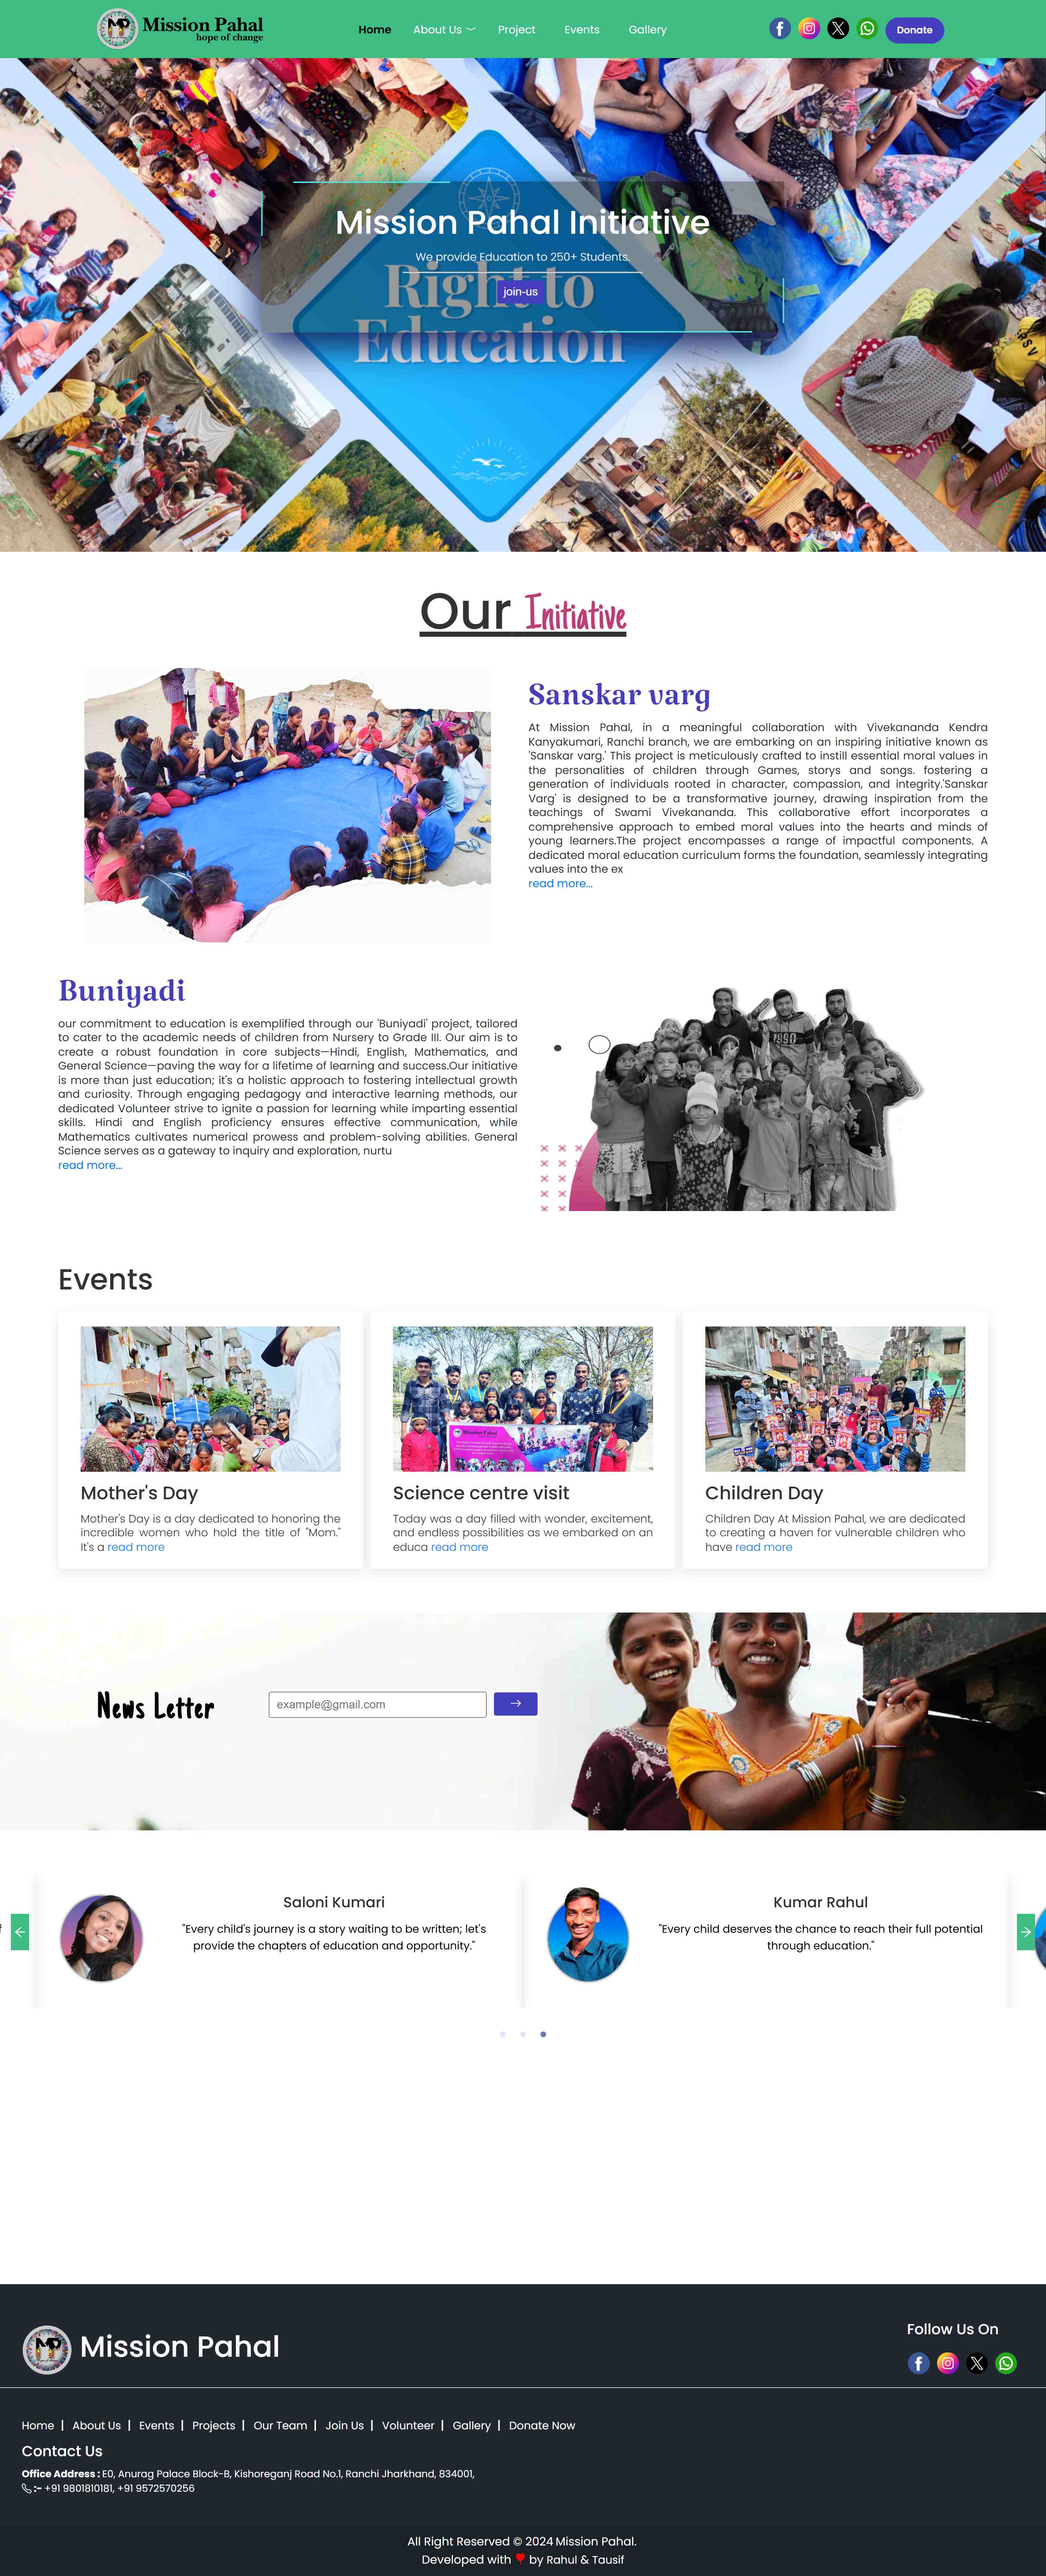 Mission Pahal
hope of change
Home
About Us
Project
Events
Gallery
Donate
Mission Pahal Initiative
We provide Education to 250+ Students.
join-us
Right to
Education
Our Initiative
Sanskar varg
At Mission Pahal, in a meaningful collaboration with Vivekananda Kendra
Kanyakumari, Ranchi branch, we are embarking on an inspiring initiative known as
'Sanskar varg.' This project is meticulously crafted to instill essential moral values in
the personalities of children through Games, storys and songs. fostering a
generation of individuals rooted in character, compassion, and integrity.'Sanskar
Varg' is designed to be a transformative journey, drawing inspiration from the
teachings of Swami Vivekananda. This collaborative effort incorporates a
comprehensive approach to embed moral values into the hearts and minds of
young learners.The project encompasses a range of impactful components. A
dedicated moral education curriculum forms the foundation, seamlessly integrating
values into the ex
read more...
Buniyadi
our commitment to education is exemplified through our 'Buniyadi' project, tailored
to cater to the academic needs of children from Nursery to Grade III. Our aim is to
create a robust foundation in core subjects—Hindi, English, Mathematics, and
General Science—paving the way for a lifetime of learning and success.Our initiative
is more than just education; it's a holistic approach to fostering intellectual growth
and curiosity. Through engaging pedagogy and interactive learning methods, our
dedicated Volunteer strive to ignite a passion for learning while imparting essential
skills. Hindi and English proficiency ensures effective communication, while
Mathematics cultivates numerical prowess and problem-solving abilities. General
Science serves as a gateway to inquiry and exploration, nurtu
read more...
1990
Events
Mission Pahal
Mother's Day
Mother's Day is a day dedicated to honoring the
incredible women who hold the title of "Mom."
It's a read more
Science centre visit
Today was a day filled with wonder, excitement,
and endless possibilities as we embarked on an
educa read more
Children Day
Children Day At Mission Pahal, we are dedicated
to creating a haven for vulnerable children who
have read more
News Letter
example@gmail.com
Saloni Kumari
"Every child's journey is a story waiting to be written; let's
provide the chapters of education and opportunity."
Kumar Rahul
"Every child deserves the chance to reach their full potential
through education."
Mission Pahal
Follow Us On
Home | About Us | Events | Projects | Our Team | Join Us | Volunteer | Gallery | Donate Now
Contact Us
Office Address : E0, Anurag Palace Block-B, Kishoreganj Road No.1, Ranchi Jharkhand, 834001,
:- +91 9801810181, +91 9572570256
All Right Reserved © 2024 Mission Pahal.
Developed with by Rahul & Tausif